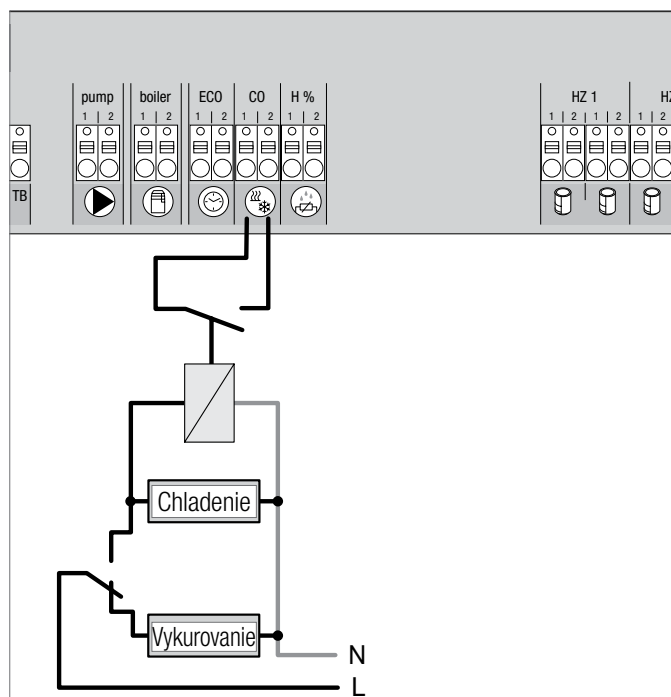 pump boiler ECO CO H % HZ 1 HZ
1 2 1 2 1 2 1 2 1 2 1 2 1 2 1 2
TB
Chladenie
Vykurovanie
N
L